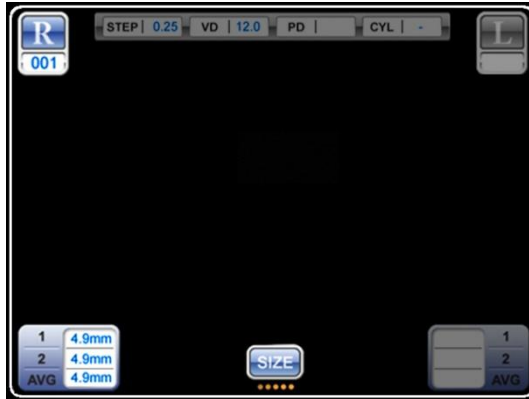 R
STEP | 0.25 VD | 12.0 PD | CYL | -
L
001
1 4.9mm
2 4.9mm
AVG 4.9mm
SIZE
1
2
AVG